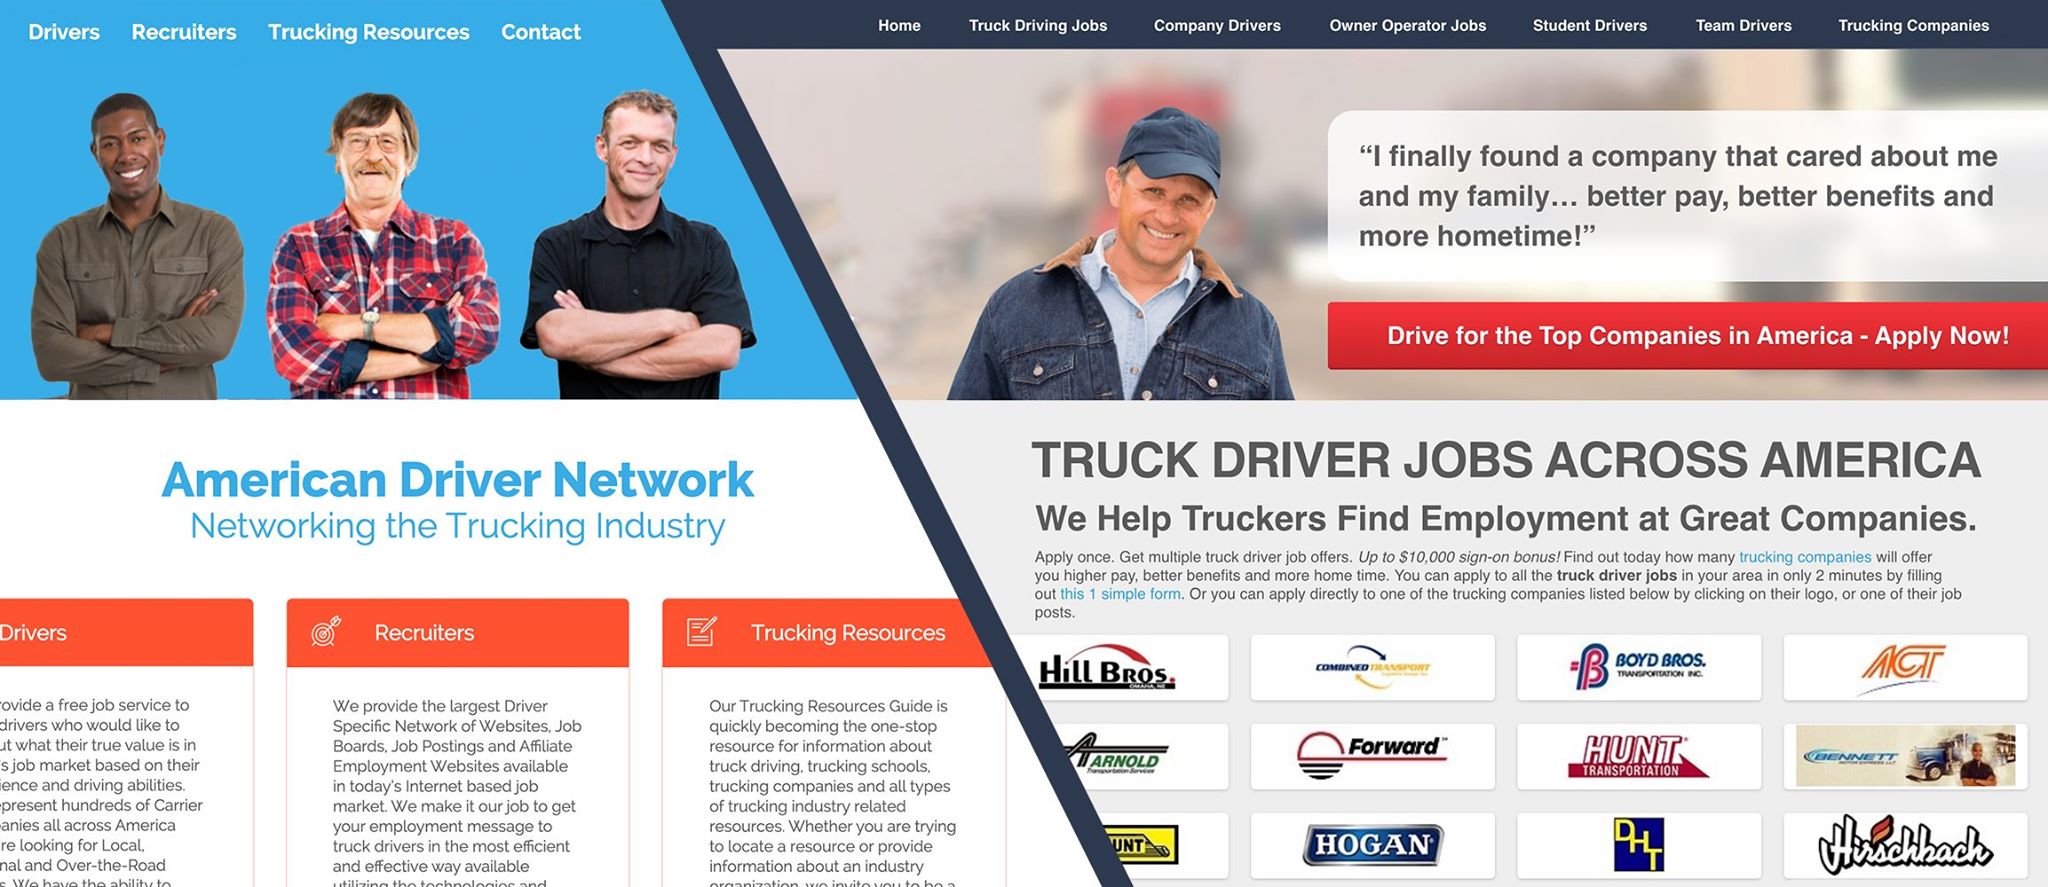 Drivers Recruiters Trucking Resources Contact
American Driver Network
Networking the Trucking Industry
Drivers
ovide a free job service to
drivers who would like to
ut what their true value is in
's job market based on their
ience and driving abilities.
epresent hundreds of Carrier
anies all across America
re looking for Local,
nal and Over-the-Road
s. We have the ability to
Recruiters
We provide the largest Driver
Specific Network of Websites, Job
Boards, Job Postings and Affiliate
Employment Websites available
in today's Internet based job
market. We make it our job to get
your employment message to
truck drivers in the most efficient
and effective way available
utilizing the technologies and
Trucking Resources
Our Trucking Resources Guide is
quickly becoming the one-stop
resource for information about
truck driving, trucking schools,
trucking companies and all types
of trucking industry related
resources. Whether you are trying
to locate a resource or provide
information about an industry
organization, we invite you to be a
Home Truck Driving Jobs Company Drivers Owner Operator Jobs Student Drivers Team Drivers Trucking Companies
“I finally found a company that cared about me
and my family… better pay, better benefits and
more hometime!”
Drive for the Top Companies in America - Apply Now!
TRUCK DRIVER JOBS ACROSS AMERICA
We Help Truckers Find Employment at Great Companies.
Apply once. Get multiple truck driver job offers. Up to $10,000 sign-on bonus! Find out today how many trucking companies will offer
you higher pay, better benefits and more home time. You can apply to all the truck driver jobs in your area in only 2 minutes by filling
out this 1 simple form. Or you can apply directly to one of the trucking companies listed below by clicking on their logo, or one of their job
posts.
Hill Bros.
OMAHA, NE
COMBINED TRANSPORT
BOYD BROS.
TRANSPORTATION INC.
ACT
ARNOLD
Transportation Services
Forward™
HUNT
TRANSPORTATION
BENNETT
UNT
HOGAN
DHT
Hirschbach